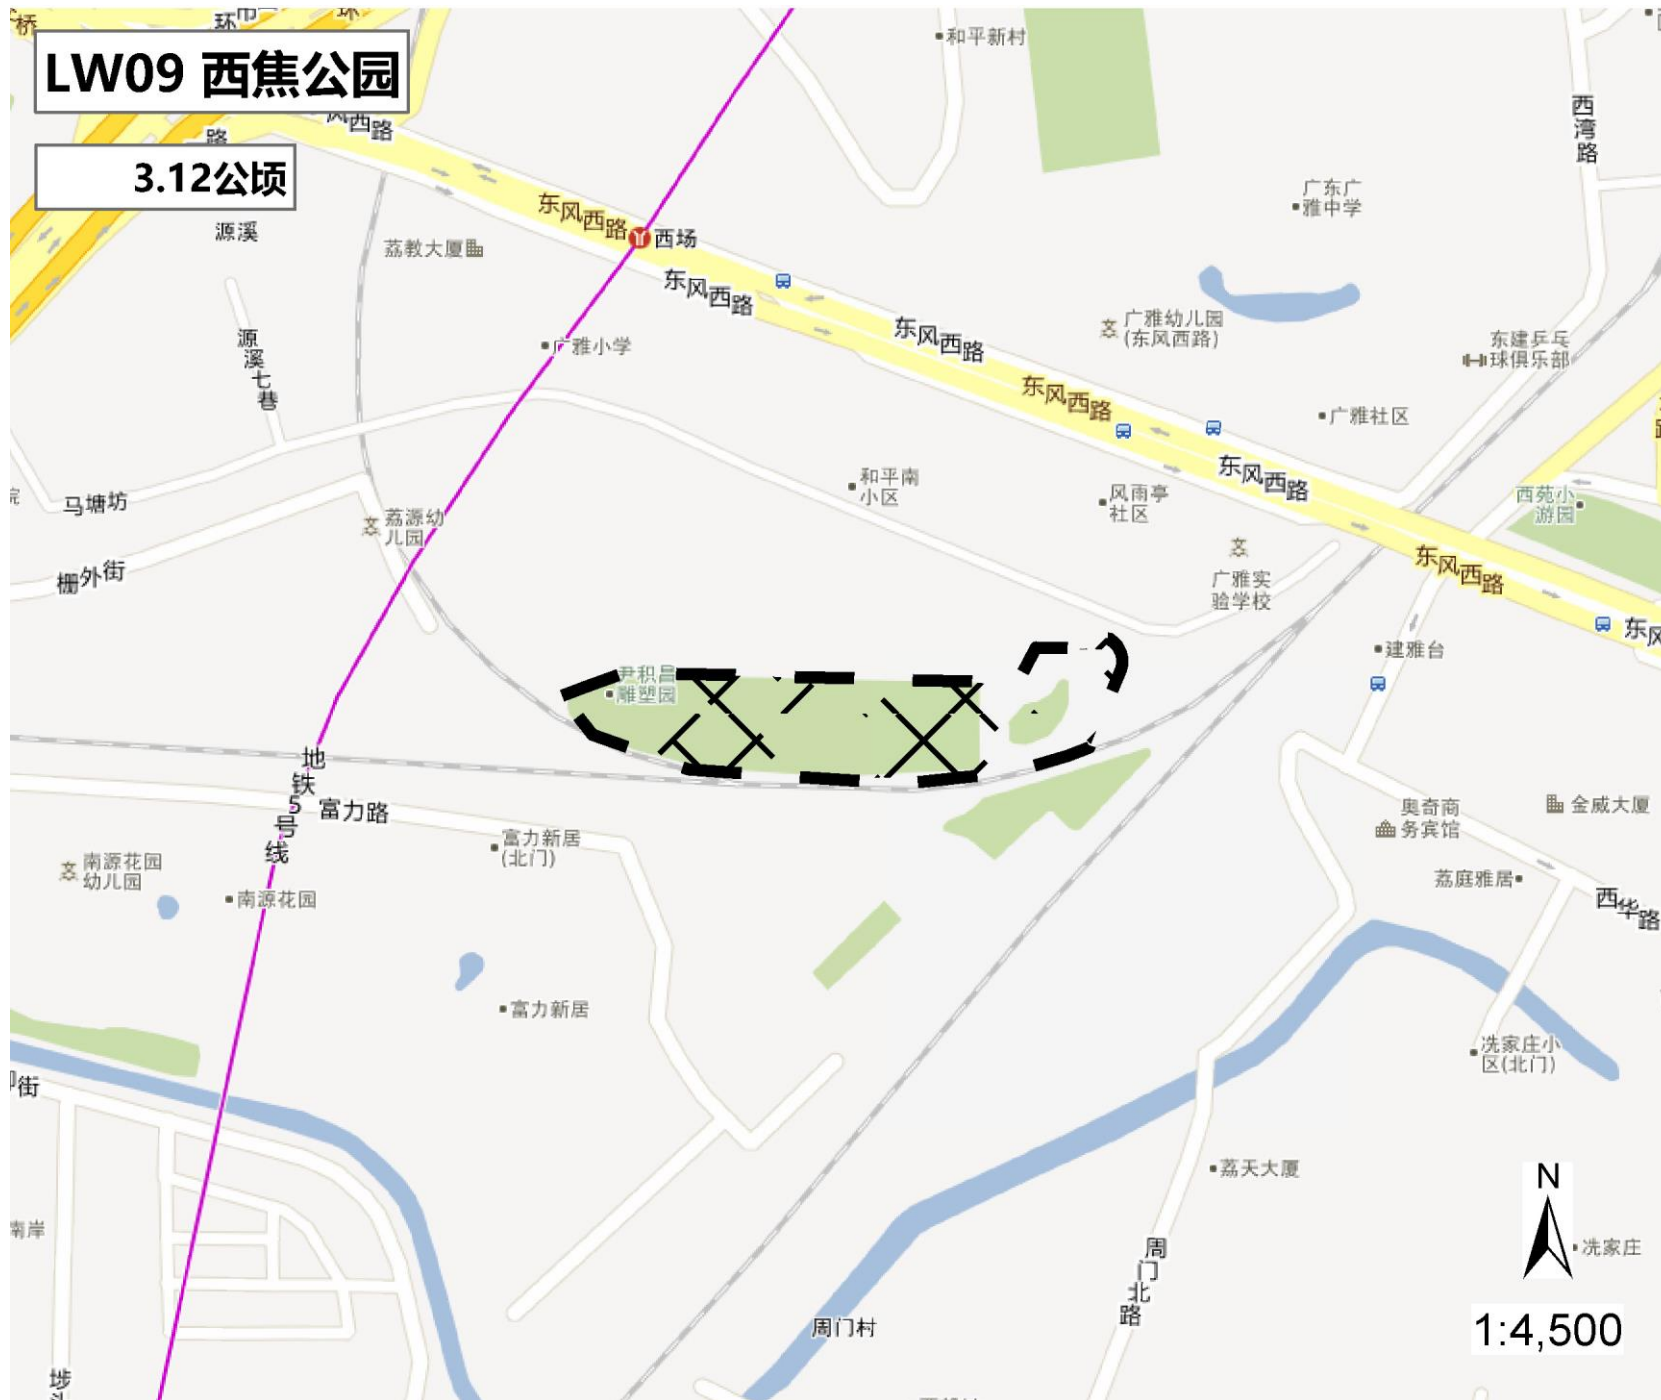 LW09 西焦公园
3.12公顷
桥
环市
环
风西路
路
源溪
荔教大厦
东风西路
西场
东风西路
和平新村
西湾路
广东广
雅中学
广雅幼儿园
(东风西路)
东建乒乓
球俱乐部
东风西路
东风西路
广雅社区
源溪七巷
广雅小学
东风西路
西苑小
游园
马塘坊
荔源幼
儿园
和平南
小区
风雨亭
社区
栅外街
广雅实
验学校
东风西路
东风
建雅台
尹积昌
雕塑园
地铁5号线
富力路
富力新居
(北门)
奥奇商
务宾馆
金威大厦
南源花园
幼儿园
南源花园
荔庭雅居
西华路
富力新居
冼家庄小
区(北门)
街
荔天大厦
南岸
周门北路
冼家庄
周门村
N
1:4,500